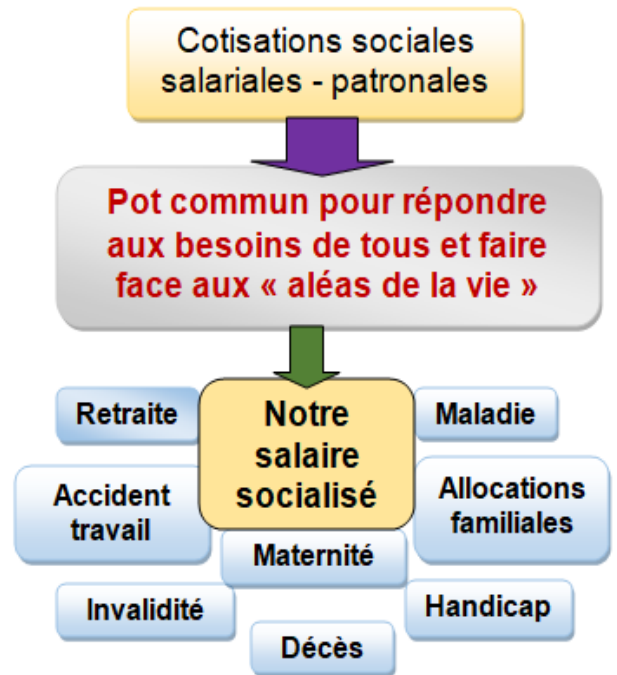 Cotisations sociales
salariales - patronales
Pot commun pour répondre
aux besoins de tous et faire
face aux « aléas de la vie »
Retraite
Notre
salaire
socialisé
Maladie
Accident
travail
Allocations
familiales
Maternité
Invalidité
Handicap
Décès